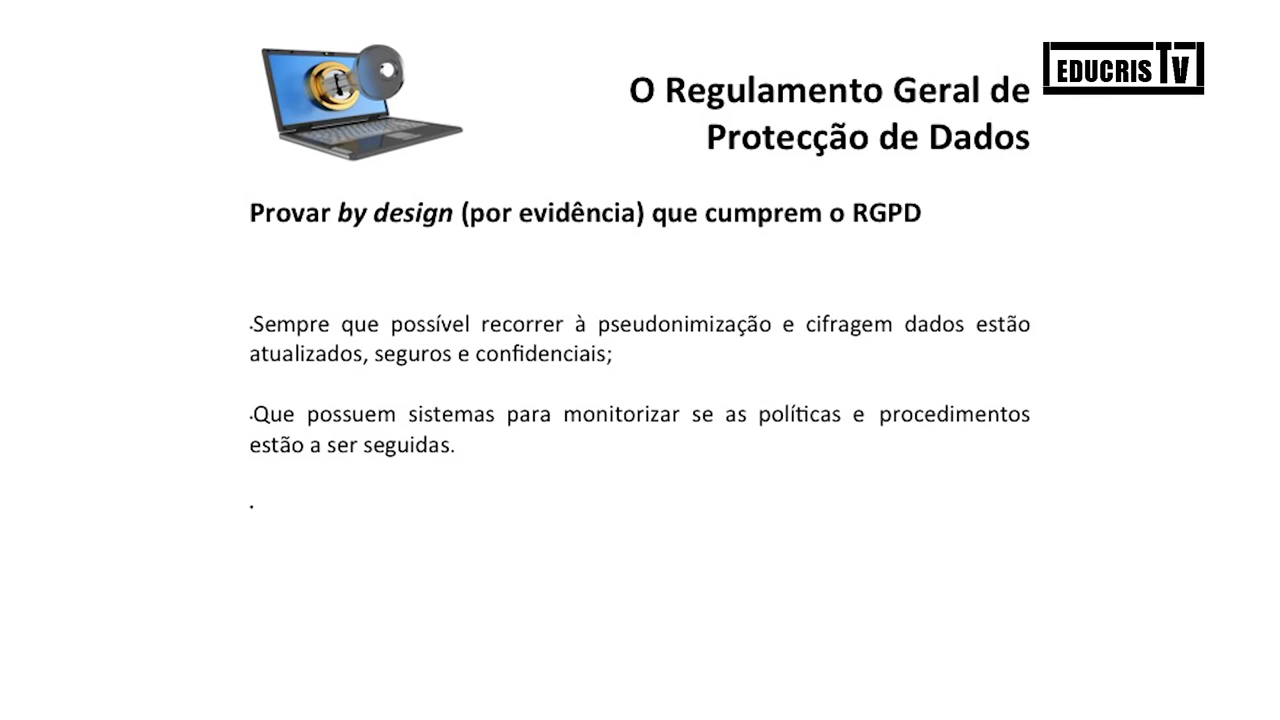 EDUCRIS TV
O Regulamento Geral de
Protecção de Dados
Provar by design (por evidência) que cumprem o RGPD
·Sempre que possível recorrer à pseudonimização e cifragem dados estão
atualizados, seguros e confidenciais;
·Que possuem sistemas para monitorizar se as políticas e procedimentos
estão a ser seguidas.
·